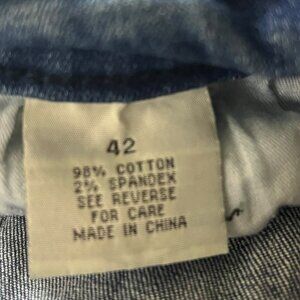 42
98% COTTON
2% SPANDEX
SEE REVERSE
FOR CARE
MADE IN CHINA